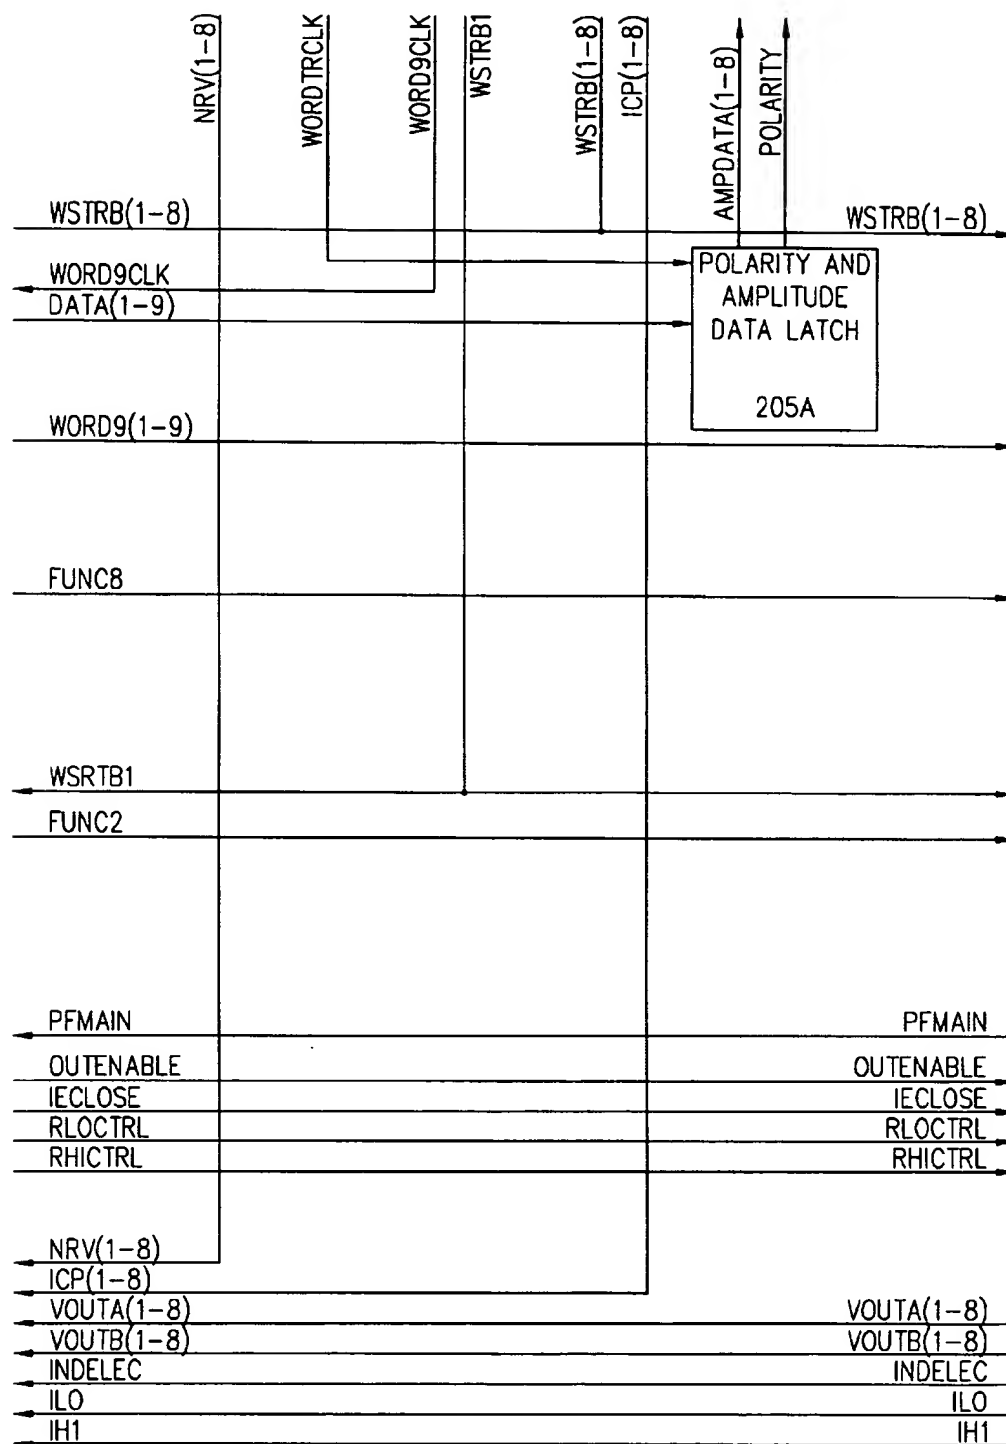 NRV(1-8)
WORDTRCLK
WORD9CLK
WSTRB1
WSTRB(1-8)
ICP(1-8)
AMPDATA(1-8)
POLARITY
WSTRB(1-8)
WSTRB(1-8)
WORD9CLK
DATA(1-9)
POLARITY AND
AMPLITUDE
DATA LATCH
205A
WORD9(1-9)
FUNC8
WSRTB1
FUNC2
PFMAIN
PFMAIN
OUTENABLE
OUTENABLE
IECLOSE
IECLOSE
RLOCTRL
RLOCTRL
RHICTRL
RHICTRL
NRV(1-8)
ICP(1-8)
VOUTA(1-8)
VOUTA(1-8)
VOUTB(1-8)
VOUTB(1-8)
INDELEC
INDELEC
ILO
ILO
IH1
IH1